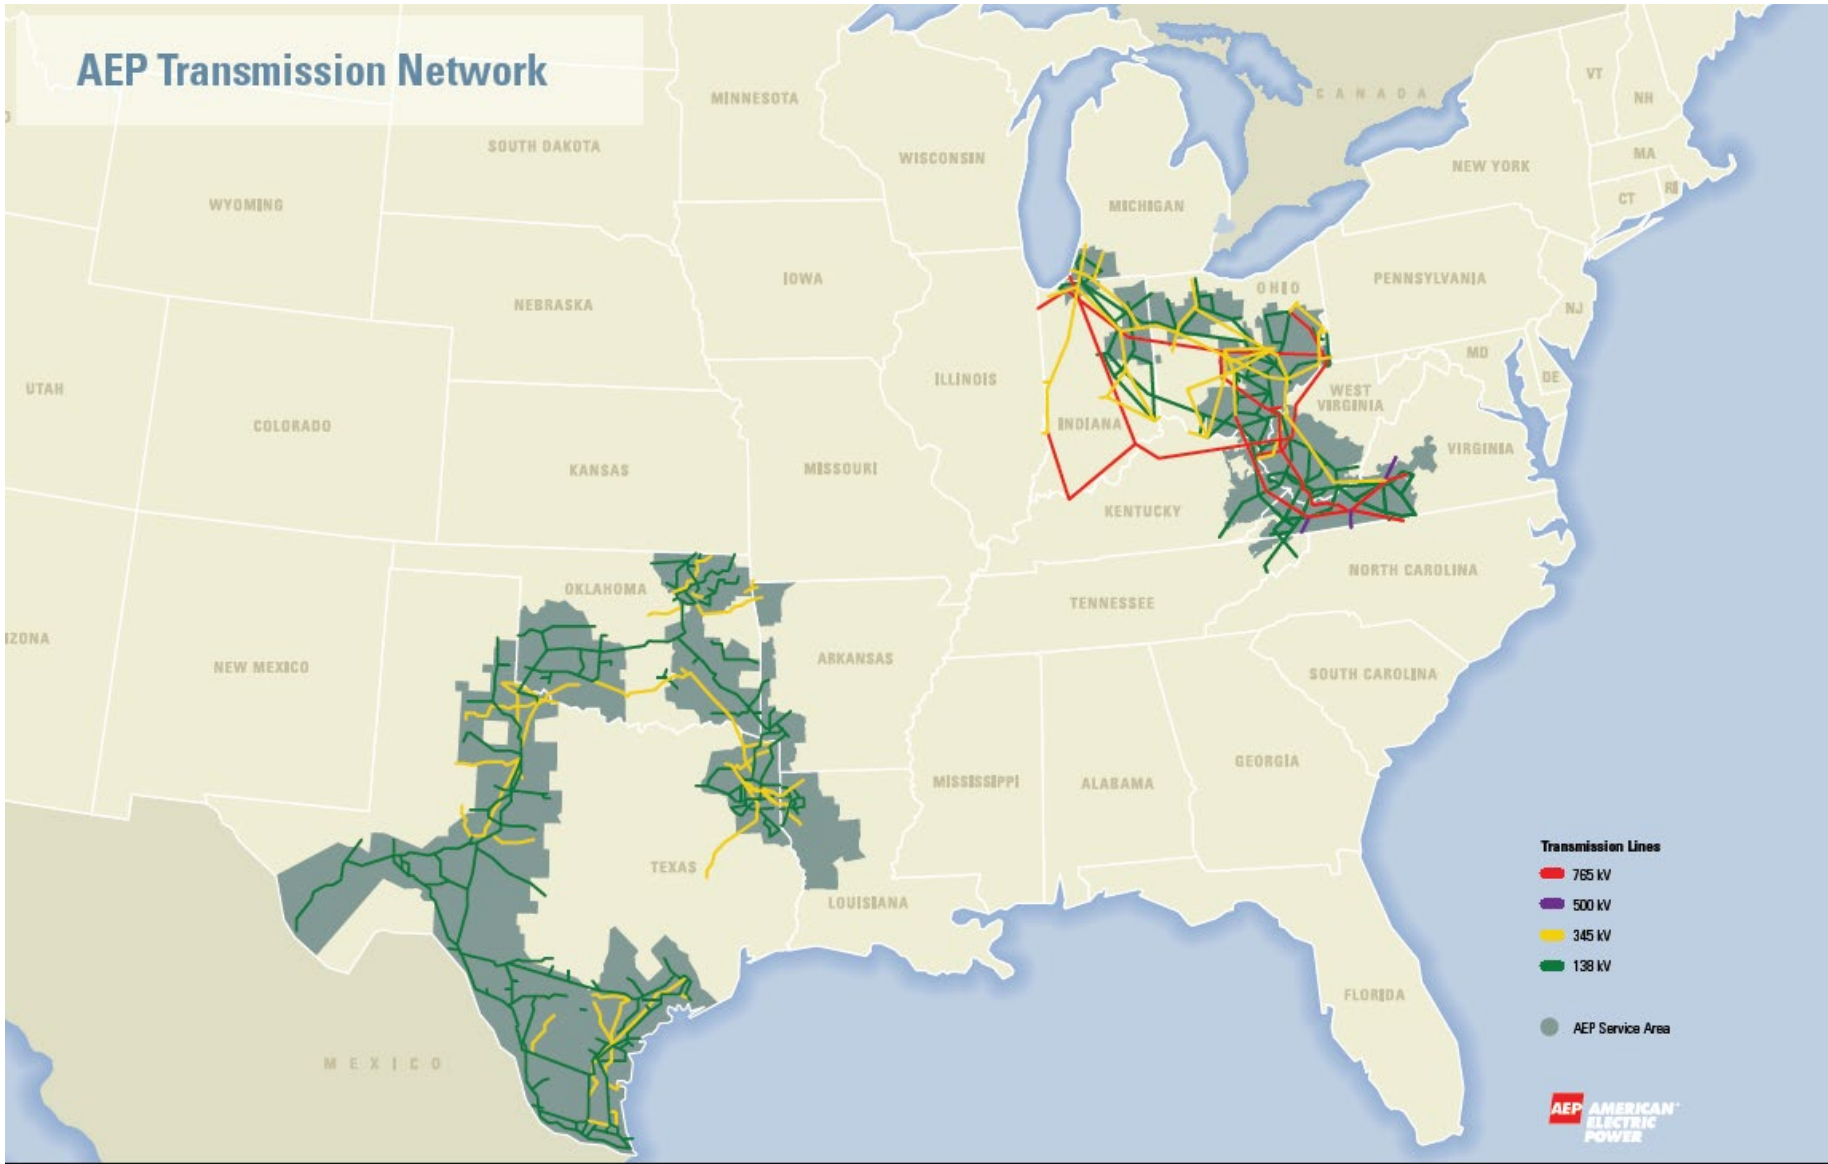 AEP Transmission Network
CANADA
VT
NH
MINNESOTA
SOUTH DAKOTA
WISCONSIN
NEW YORK
MA
CT
RI
WYOMING
MICHIGAN
IOWA
NEBRASKA
OHIO
PENNSYLVANIA
NJ
MD
DE
UTAH
ILLINOIS
WEST
VIRGINIA
COLORADO
INDIANA
VIRGINIA
KANSAS
MISSOURI
KENTUCKY
OKLAHOMA
NORTH CAROLINA
TENNESSEE
IZONA
NEW MEXICO
ARKANSAS
SOUTH CAROLINA
GEORGIA
MISSISSIPPI
ALABAMA
TEXAS
LOUISIANA
FLORIDA
MEXICO
Transmission Lines
765 kV
500 kV
345 kV
138 kV
AEP Service Area
AEP AMERICAN
ELECTRIC
POWER